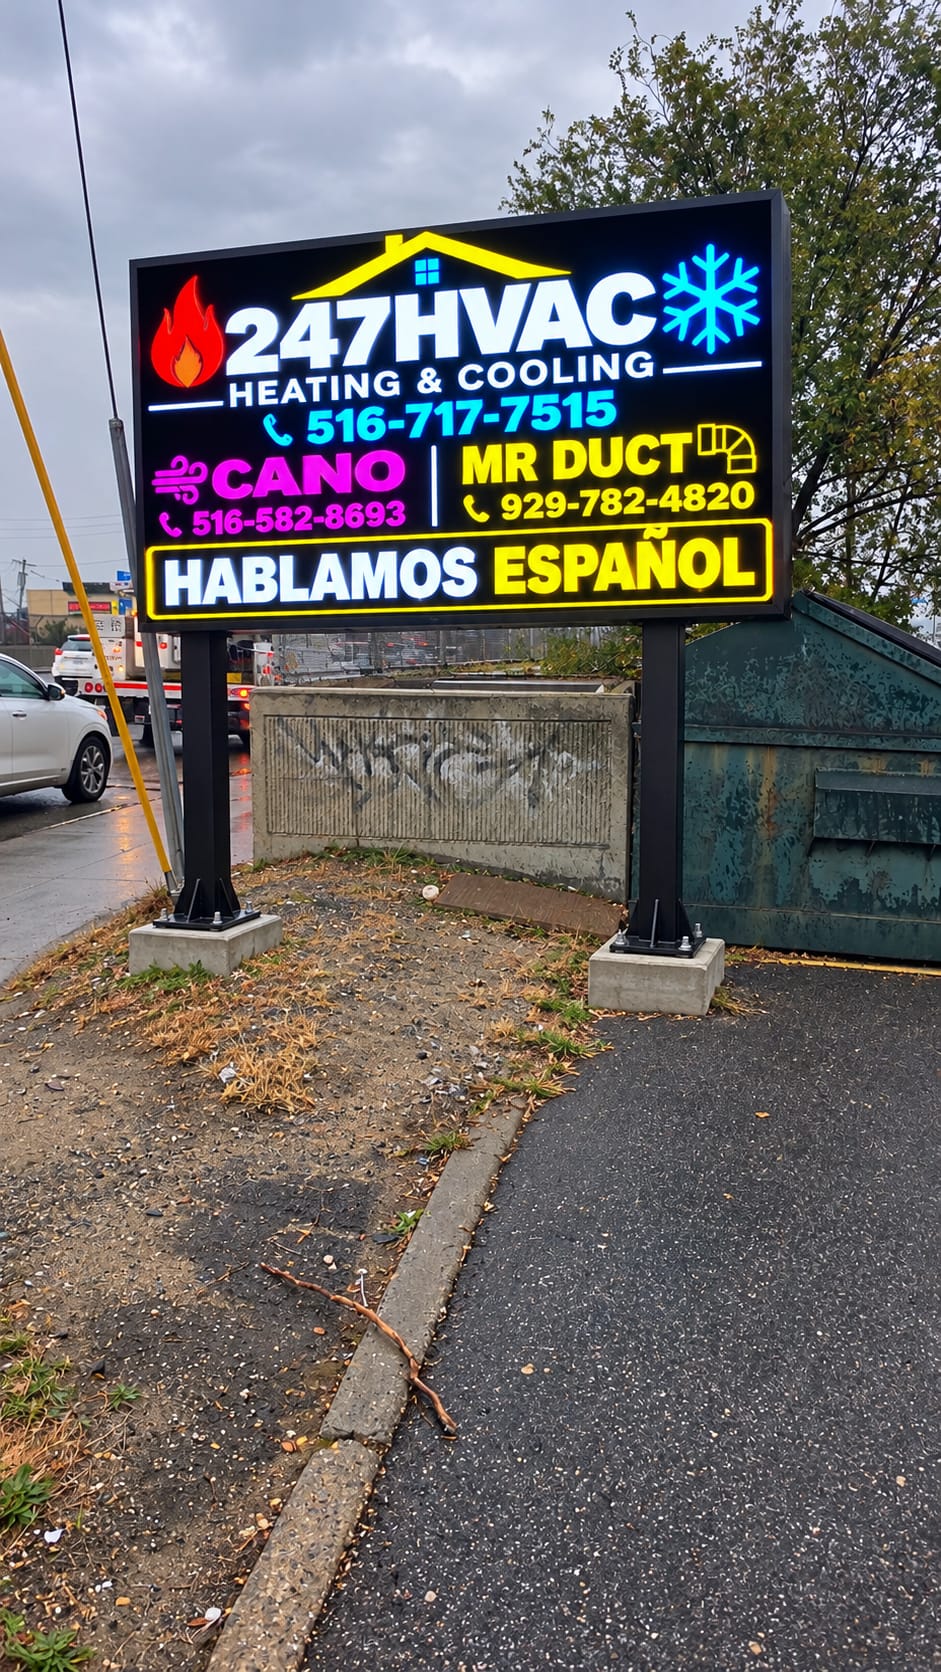 247HVAC
HEATING & COOLING
516-717-7515
CANO
516-582-8693
MR DUCT
929-782-4820
HABLAMOS ESPAÑOL